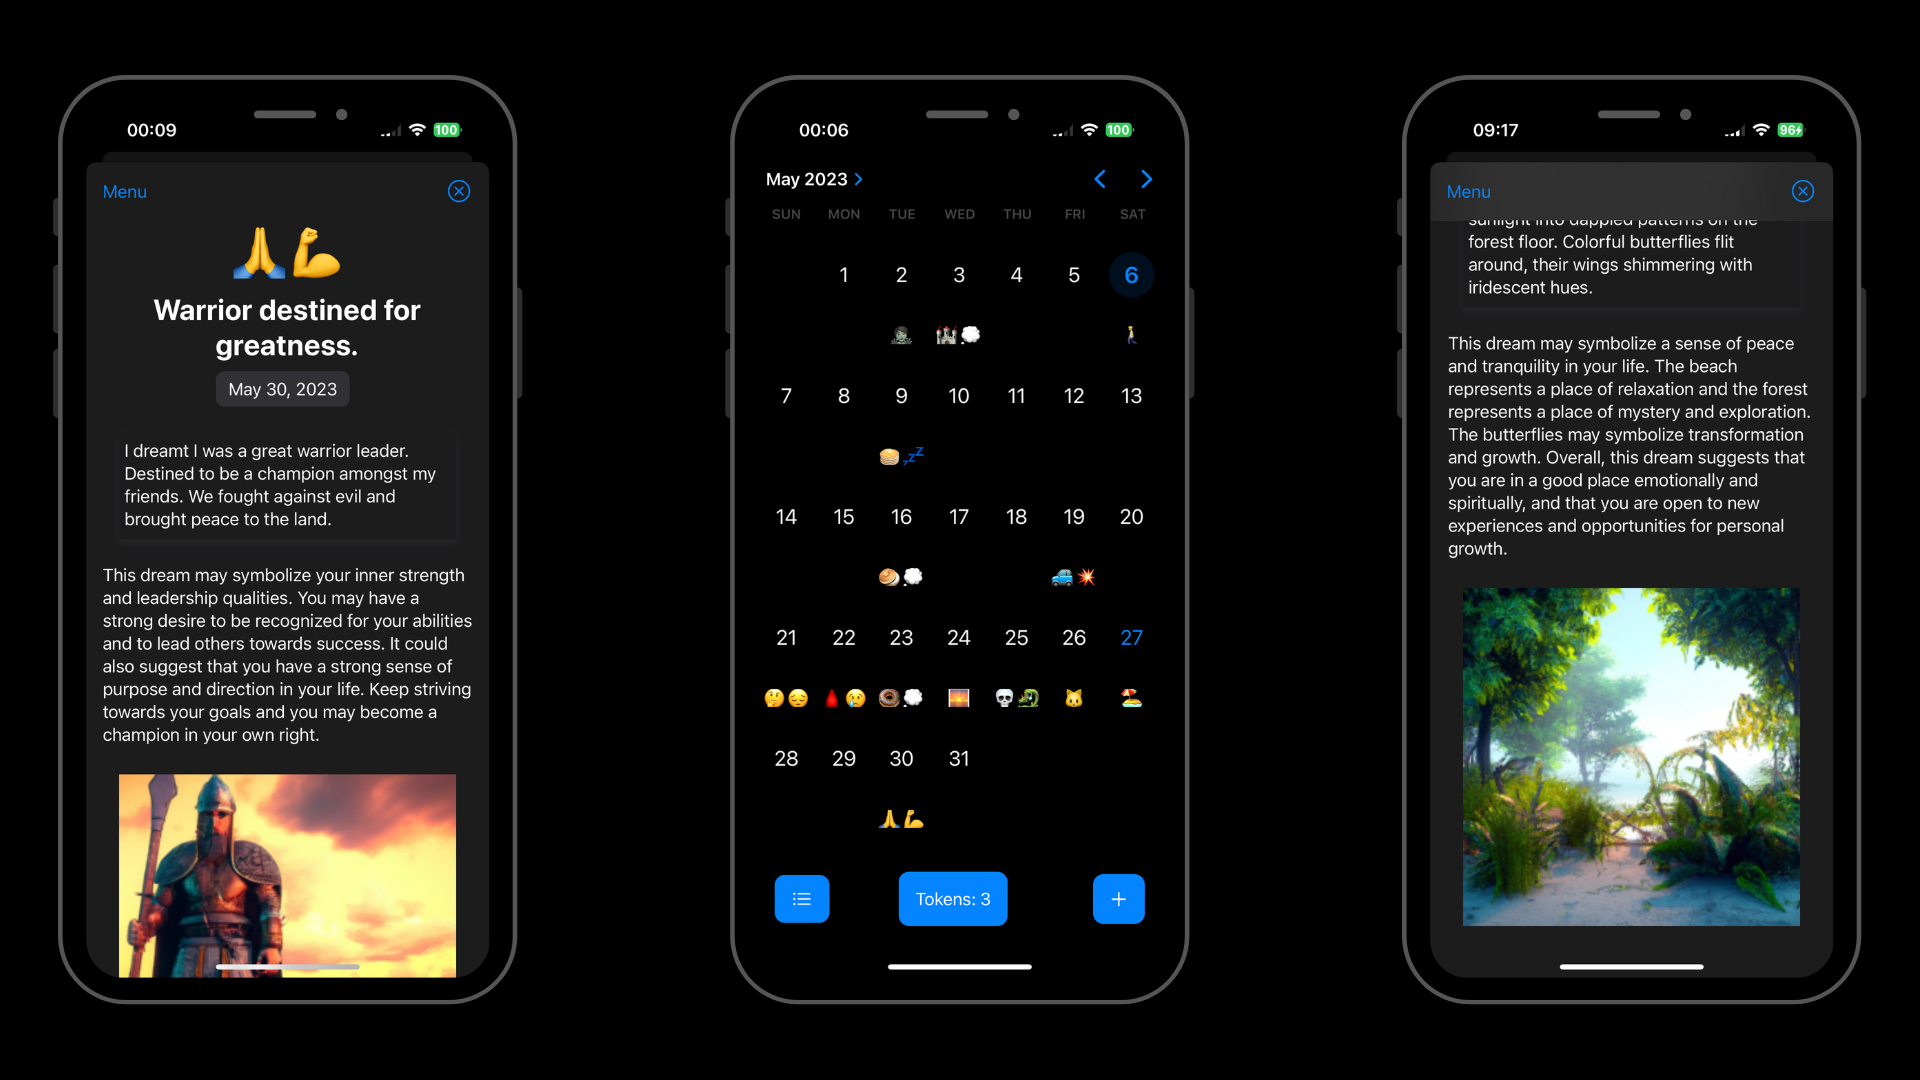 00:09
100
Menu
Warrior destined for
greatness.
May 30, 2023
I dreamt I was a great warrior leader.
Destined to be a champion amongst my
friends. We fought against evil and
brought peace to the land.
This dream may symbolize your inner strength
and leadership qualities. You may have a
strong desire to be recognized for your abilities
and to lead others towards success. It could
also suggest that you have a strong sense of
purpose and direction in your life. Keep striving
towards your goals and you may become a
champion in your own right.
00:06
100
May 2023
SUN MON TUE WED THU FRI SAT
1 2 3 4 5 6
7 8 9 10 11 12 13
14 15 16 17 18 19 20
21 22 23 24 25 26 27
28 29 30 31
Tokens: 3
09:17
96
Menu
sunlight into dappled patterns on the
forest floor. Colorful butterflies flit
around, their wings shimmering with
iridescent hues.
This dream may symbolize a sense of peace
and tranquility in your life. The beach
represents a place of relaxation and the forest
represents a place of mystery and exploration.
The butterflies may symbolize transformation
and growth. Overall, this dream suggests that
you are in a good place emotionally and
spiritually, and that you are open to new
experiences and opportunities for personal
growth.